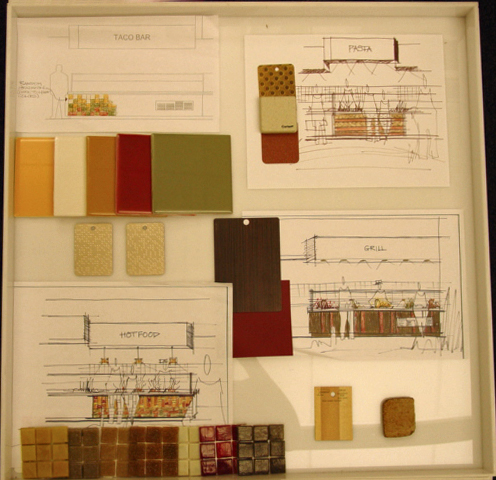 TACO BAR
PASTA
GRILL
HOT FOOD